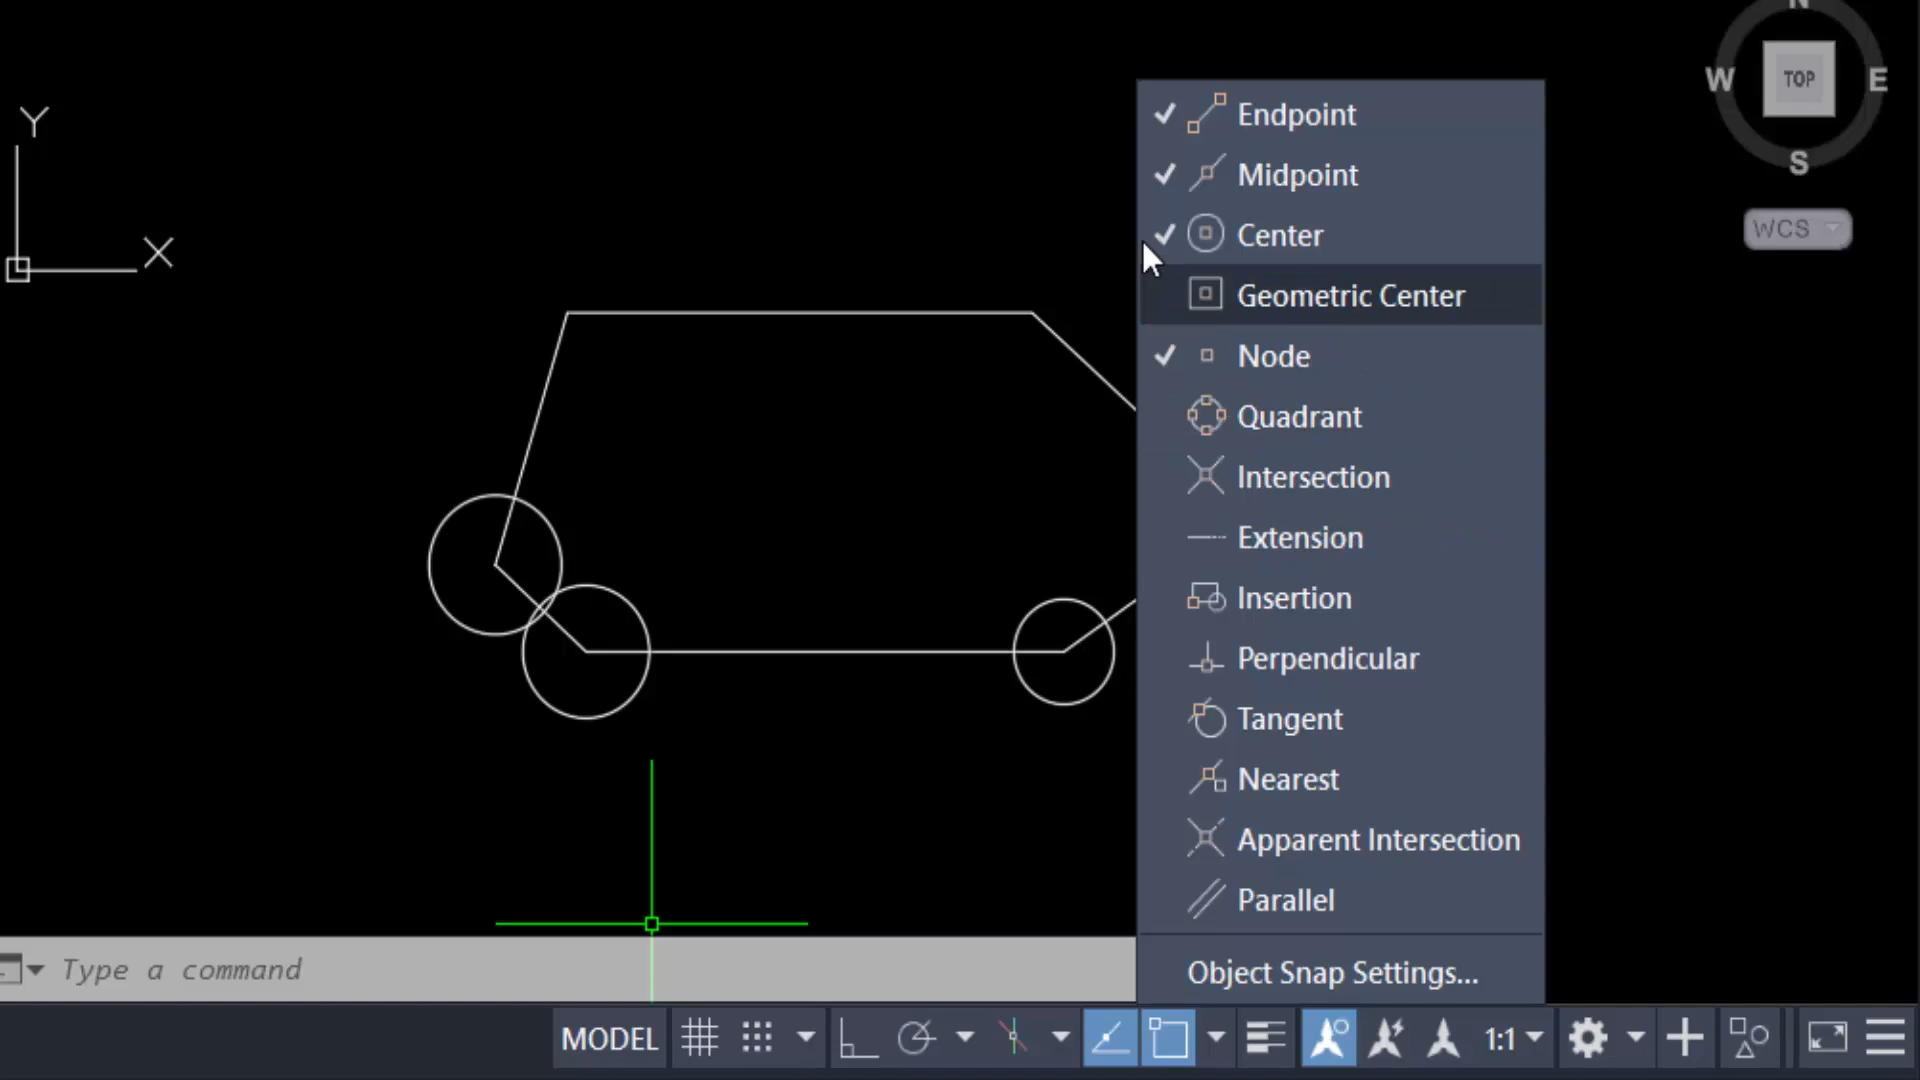 N
W
TOP
E
S
WCS
Y
X
Endpoint
Midpoint
Center
Geometric Center
Node
Quadrant
Intersection
Extension
Insertion
Perpendicular
Tangent
Nearest
Apparent Intersection
Parallel
Object Snap Settings...
Type a command
MODEL
1:1